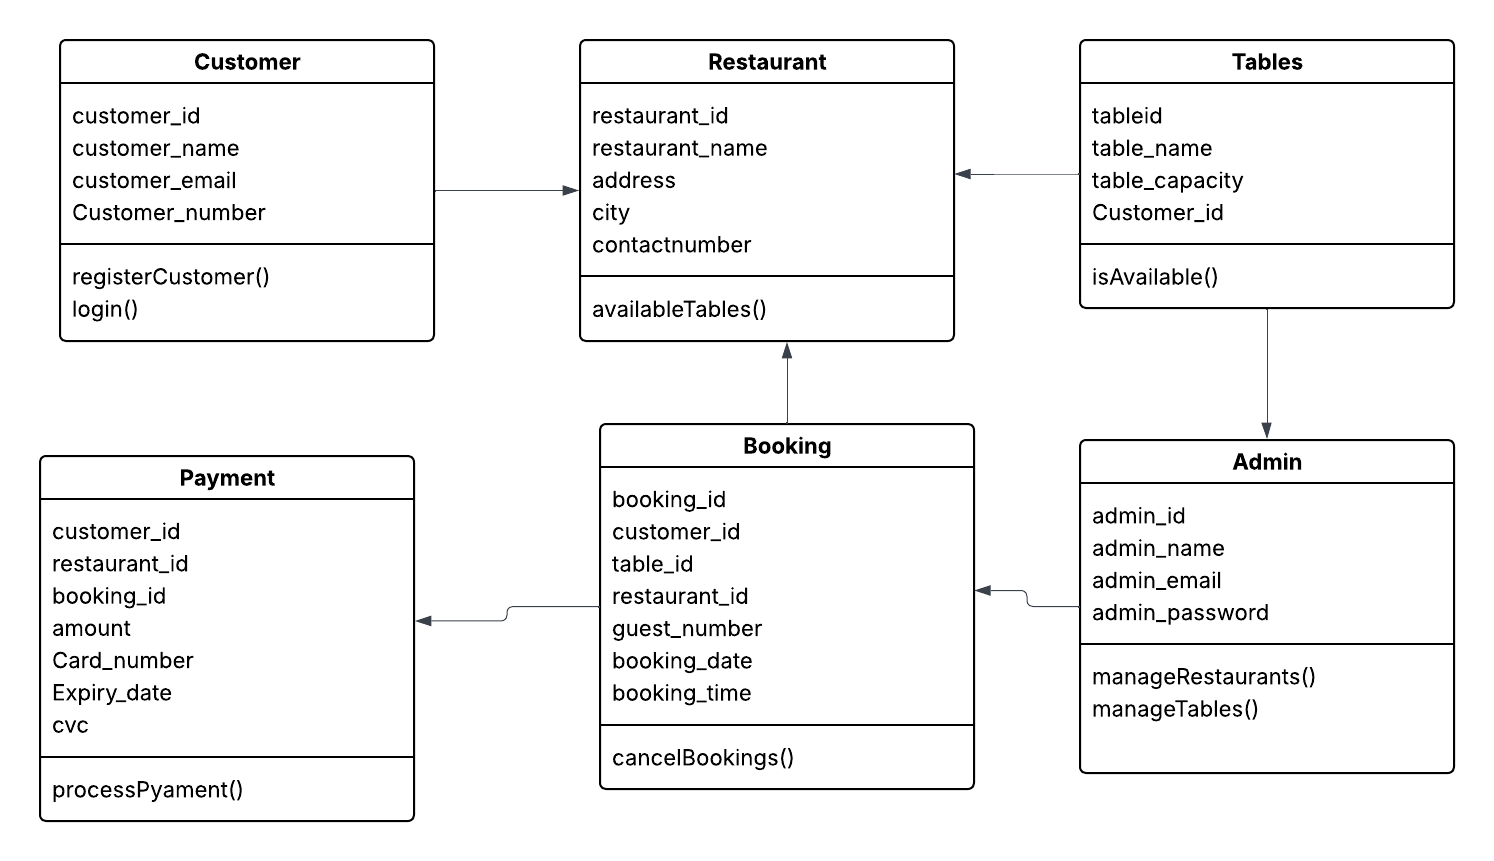 Customer
customer_id
customer_name
customer_email
Customer_number
registerCustomer()
login()
Restaurant
restaurant_id
restaurant_name
address
city
contactnumber
availableTables()
Tables
tableid
table_name
table_capacity
Customer_id
isAvailable()
Payment
customer_id
restaurant_id
booking_id
amount
Card_number
Expiry_date
cvc
processPyament()
Booking
booking_id
customer_id
table_id
restaurant_id
guest_number
booking_date
booking_time
cancelBookings()
Admin
admin_id
admin_name
admin_email
admin_password
manageRestaurants()
manageTables()